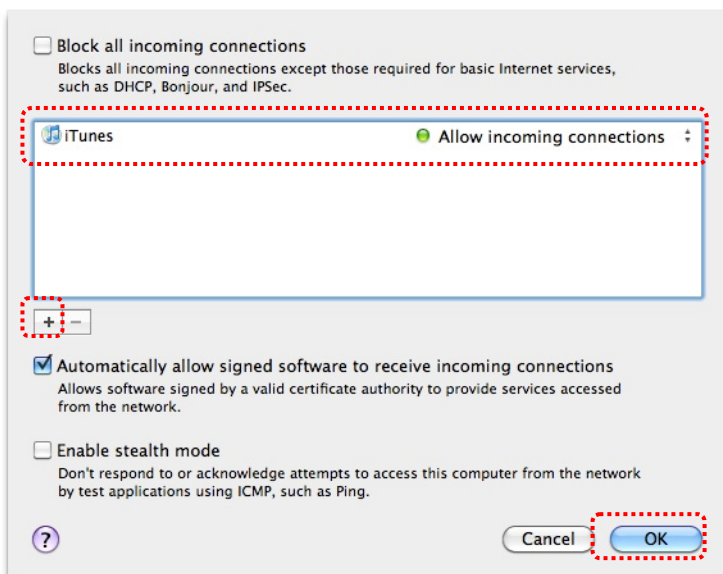 Block all incoming connections
Blocks all incoming connections except those required for basic Internet services,
such as DHCP, Bonjour, and IPSec.
iTunes Allow incoming connections
+ −
Automatically allow signed software to receive incoming connections
Allows software signed by a valid certificate authority to provide services accessed
from the network.
Enable stealth mode
Don't respond to or acknowledge attempts to access this computer from the network
by test applications using ICMP, such as Ping.
? Cancel OK